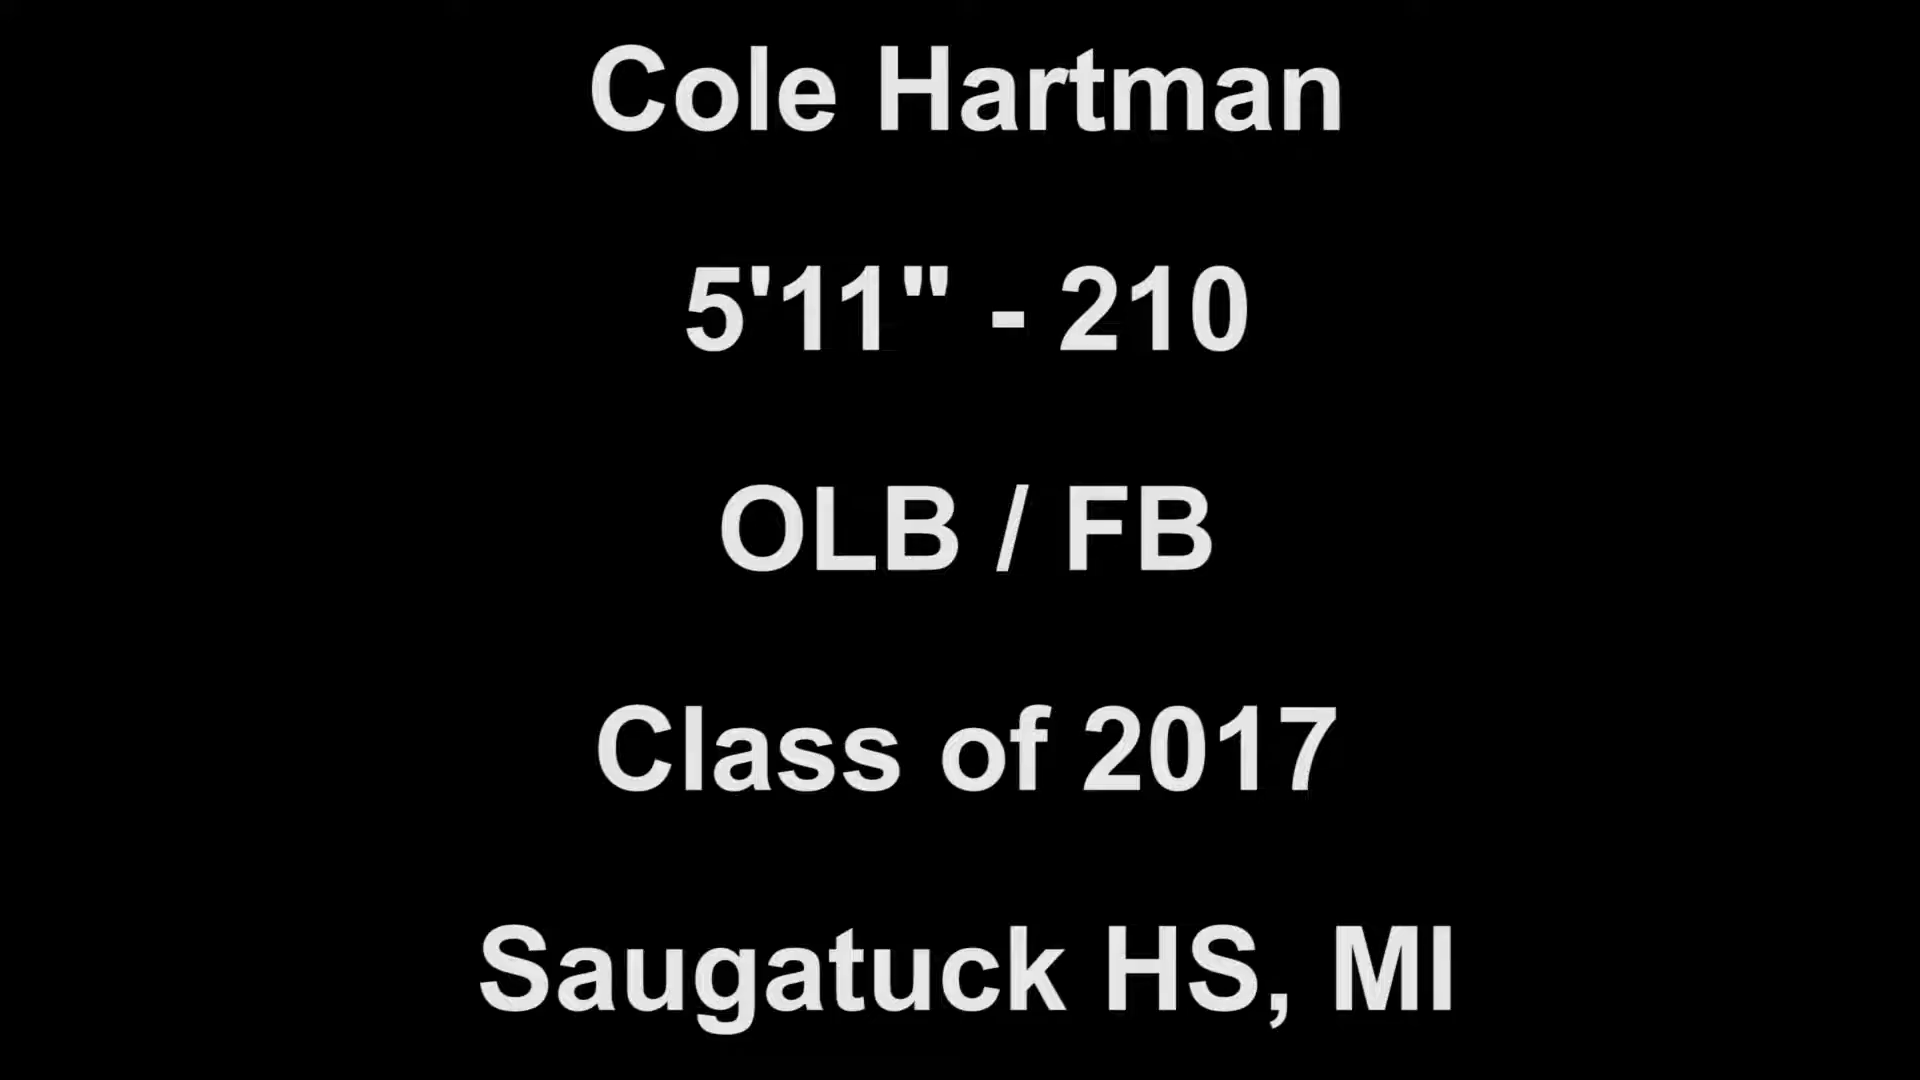 Cole Hartman
5'11" - 210
OLB / FB
Class of 2017
Saugatuck HS, MI